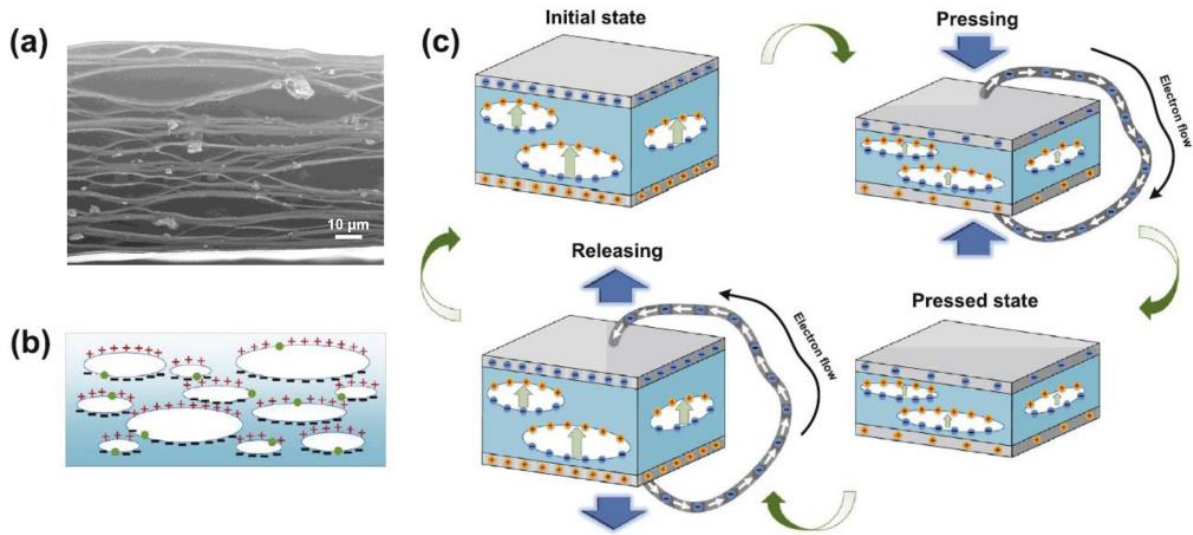 (a)
10 μm
(b)
(c)
Initial state
Pressing
Electron flow
Releasing
Electron flow
Pressed state